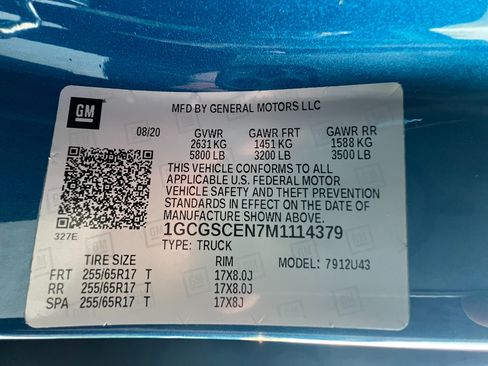 GM
MFD BY GENERAL MOTORS LLC
08/20 GVWR GAWR FRT GAWR RR
2631 KG 1451 KG 1588 KG
5800 LB 3200 LB 3500 LB
THIS VEHICLE CONFORMS TO ALL
APPLICABLE U.S. FEDERAL MOTOR
VEHICLE SAFETY AND THEFT PREVENTION
STANDARDS IN EFFECT ON THE DATE OF
MANUFACTURE SHOWN ABOVE.
327E 1GCGSCEN7M1114379
TYPE: TRUCK
TIRE SIZE RIM MODEL: 7912U43
FRT 255/65R17 T 17X8.0J
RR 255/65R17 T 17X8.0J
SPA 255/65R17 T 17X8J